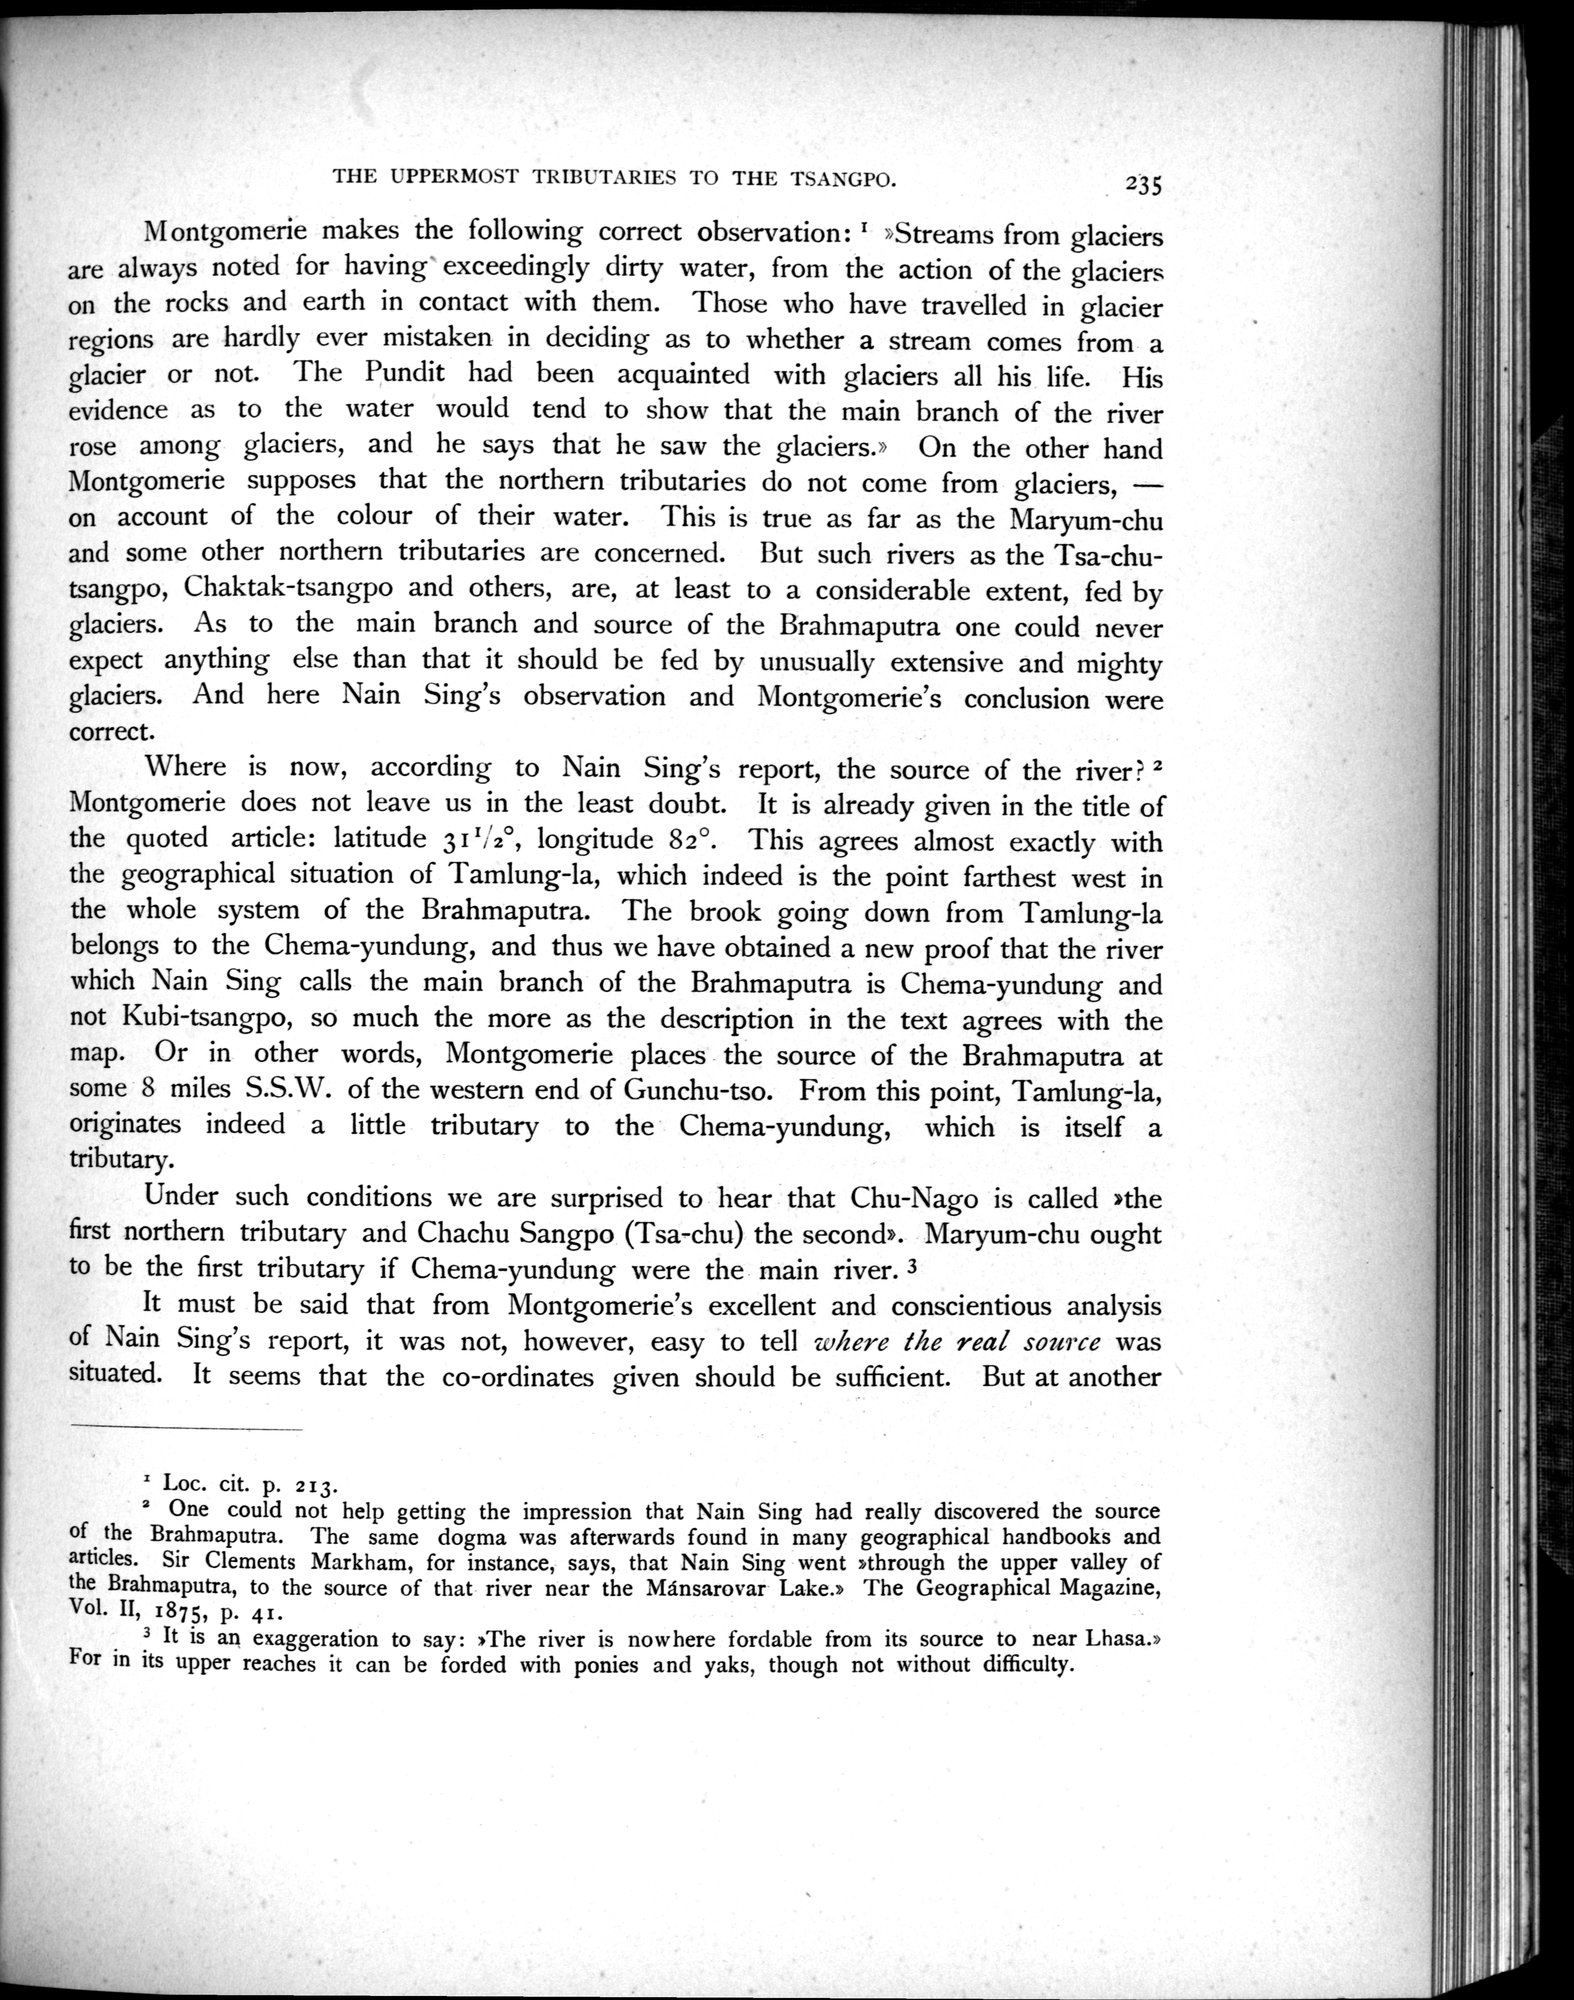 THE UPPERMOST TRIBUTARIES TO THE TSANGPO. 235
Montgomerie makes the following correct observation: ¹ »Streams from glaciers
are always noted for having exceedingly dirty water, from the action of the glaciers
on the rocks and earth in contact with them. Those who have travelled in glacier
regions are hardly ever mistaken in deciding as to whether a stream comes from a
glacier or not. The Pundit had been acquainted with glaciers all his life. His
evidence as to the water would tend to show that the main branch of the river
rose among glaciers, and he says that he saw the glaciers.» On the other hand
Montgomerie supposes that the northern tributaries do not come from glaciers, —
on account of the colour of their water. This is true as far as the Maryum-chu
and some other northern tributaries are concerned. But such rivers as the Tsa-chu-
tsangpo, Chaktak-tsangpo and others, are, at least to a considerable extent, fed by
glaciers. As to the main branch and source of the Brahmaputra one could never
expect anything else than that it should be fed by unusually extensive and mighty
glaciers. And here Nain Sing's observation and Montgomerie's conclusion were
correct.
Where is now, according to Nain Sing's report, the source of the river? ²
Montgomerie does not leave us in the least doubt. It is already given in the title of
the quoted article: latitude 31¹/₂°, longitude 82°. This agrees almost exactly with
the geographical situation of Tamlung-la, which indeed is the point farthest west in
the whole system of the Brahmaputra. The brook going down from Tamlung-la
belongs to the Chema-yundung, and thus we have obtained a new proof that the river
which Nain Sing calls the main branch of the Brahmaputra is Chema-yundung and
not Kubi-tsangpo, so much the more as the description in the text agrees with the
map. Or in other words, Montgomerie places the source of the Brahmaputra at
some 8 miles S.S.W. of the western end of Gunchu-tso. From this point, Tamlung-la,
originates indeed a little tributary to the Chema-yundung, which is itself a
tributary.
Under such conditions we are surprised to hear that Chu-Nago is called »the
first northern tributary and Chachu Sangpo (Tsa-chu) the second». Maryum-chu ought
to be the first tributary if Chema-yundung were the main river. ³
It must be said that from Montgomerie's excellent and conscientious analysis
of Nain Sing's report, it was not, however, easy to tell where the real source was
situated. It seems that the co-ordinates given should be sufficient. But at another
¹ Loc. cit. p. 213.
² One could not help getting the impression that Nain Sing had really discovered the source
of the Brahmaputra. The same dogma was afterwards found in many geographical handbooks and
articles. Sir Clements Markham, for instance, says, that Nain Sing went »through the upper valley of
the Brahmaputra, to the source of that river near the Mánsarovar Lake.» The Geographical Magazine,
Vol. II, 1875, p. 41.
³ It is an exaggeration to say: »The river is nowhere fordable from its source to near Lhasa.»
For in its upper reaches it can be forded with ponies and yaks, though not without difficulty.